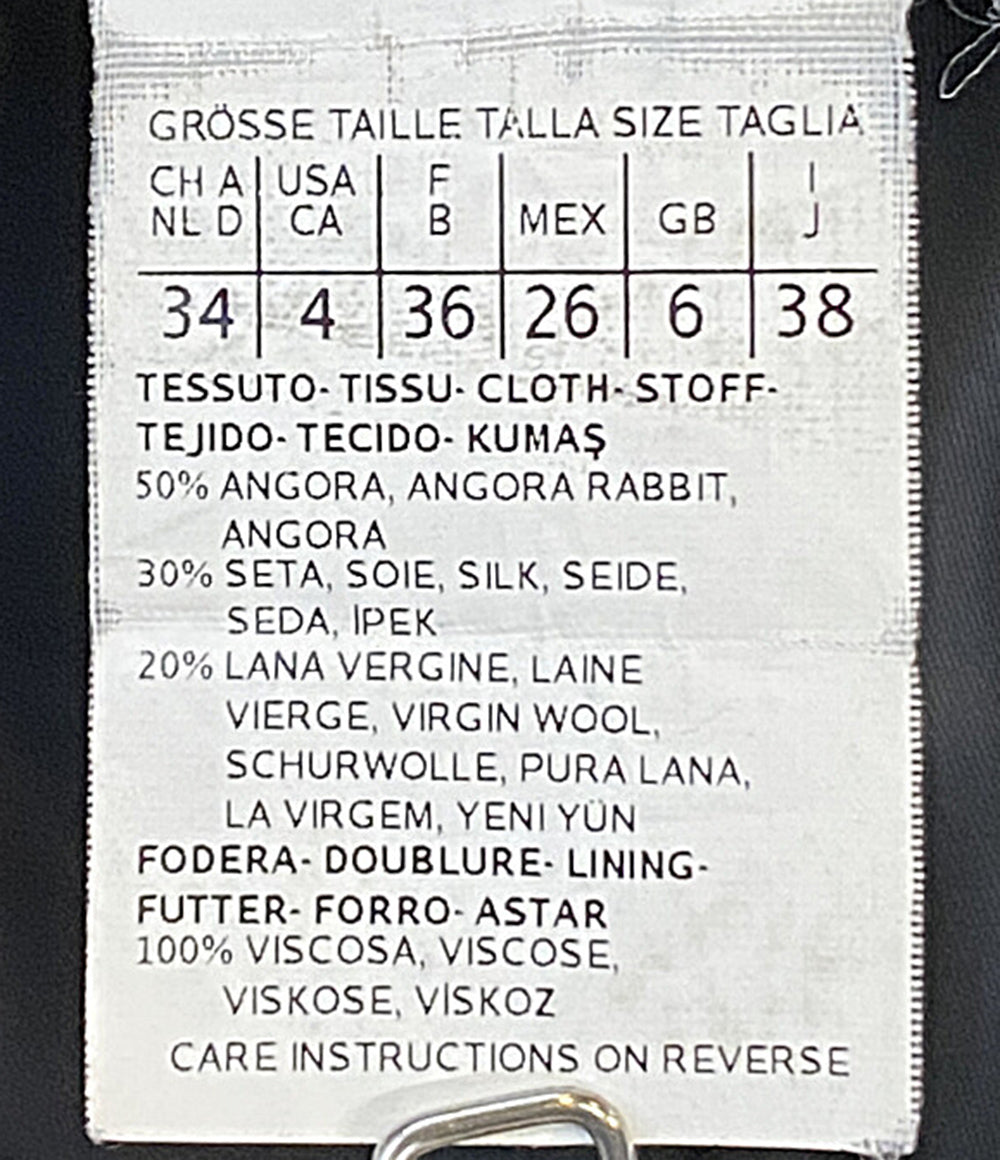 GRÖSSE TAILLE TALLA SIZE TAGLIA
CH A USA F I
NL D CA B MEX GB J
34 4 36 26 6 38
TESSUTO- TISSU- CLOTH- STOFF-
TEJIDO- TECIDO- KUMAŞ
50% ANGORA, ANGORA RABBIT,
ANGORA
30% SETA, SOIE, SILK, SEIDE,
SEDA, İPEK
20% LANA VERGINE, LAINE
VIERGE, VIRGIN WOOL,
SCHURWOLLE, PURA LANA,
LA VIRGEM, YENI YÜN
FODERA- DOUBLURE- LINING-
FUTTER- FORRO- ASTAR
100% VISCOSA, VISCOSE,
VISKOSE, VİSKOZ
CARE INSTRUCTIONS ON REVERSE